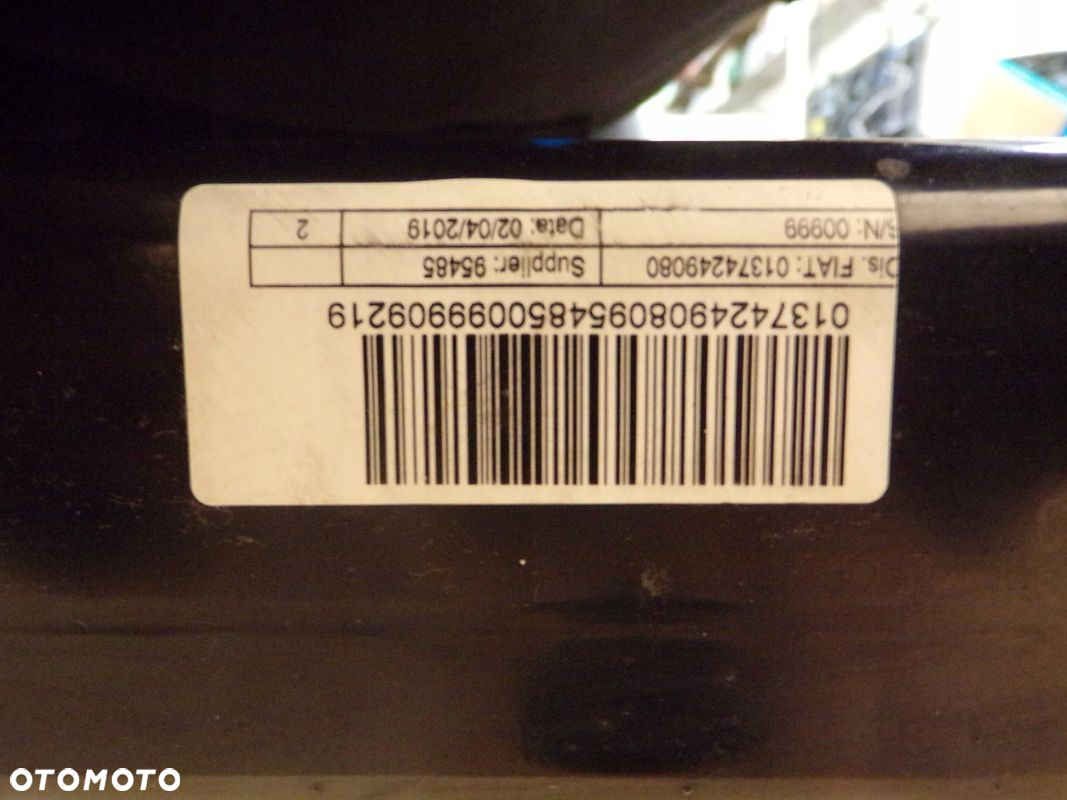 01374249080954850099909219
Dis. FIAT: 01374249080 Supplier: 95485
S/N: 00999 Data: 02/04/2019 2
OTOMOTO